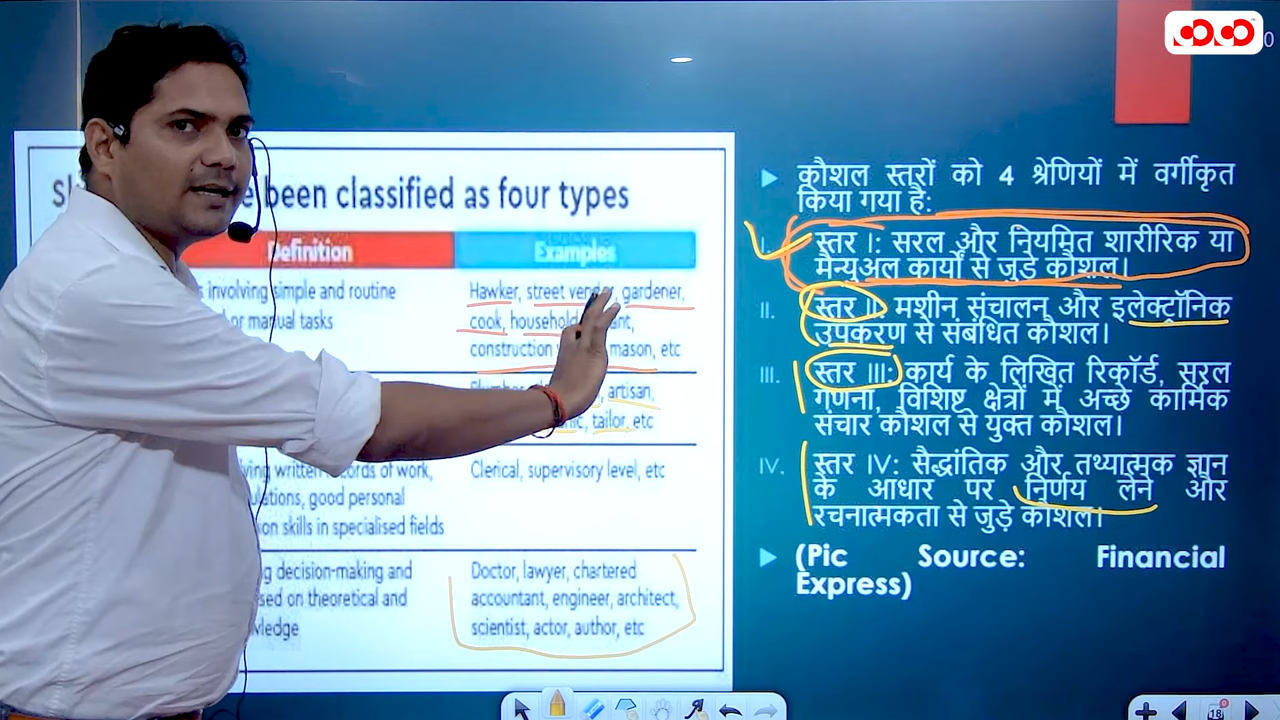 been classified as four types
Definition
Examples
involving simple and routine
manual tasks
Hawker, street vendor, gardener,
cook, household
construction mason, etc
artisan,
tailor, etc
written records of work,
good personal
skills in specialised fields
Clerical, supervisory level, etc
decision-making and
on theoretical and
Doctor, lawyer, chartered
accountant, engineer, architect,
scientist, actor, author, etc
कौशल स्तरों को 4 श्रेणियों में वर्गीकृत
किया गया है:
I. स्तर I: सरल और नियमित शारीरिक या
मैन्युअल कार्यों से जुड़े कौशल।
II. स्तर II: मशीन संचालन और इलेक्ट्रॉनिक
उपकरण से संबंधित कौशल।
III. स्तर III: कार्य के लिखित रिकॉर्ड, सरल
गणना, विशिष्ट क्षेत्रों में अच्छे कार्मिक
संचार कौशल से युक्त कौशल।
IV. स्तर IV: सैद्धांतिक और तथ्यात्मक ज्ञान
के आधार पर निर्णय लेने और
रचनात्मकता से जुड़े कौशल।
(Pic Source: Financial
Express)
18